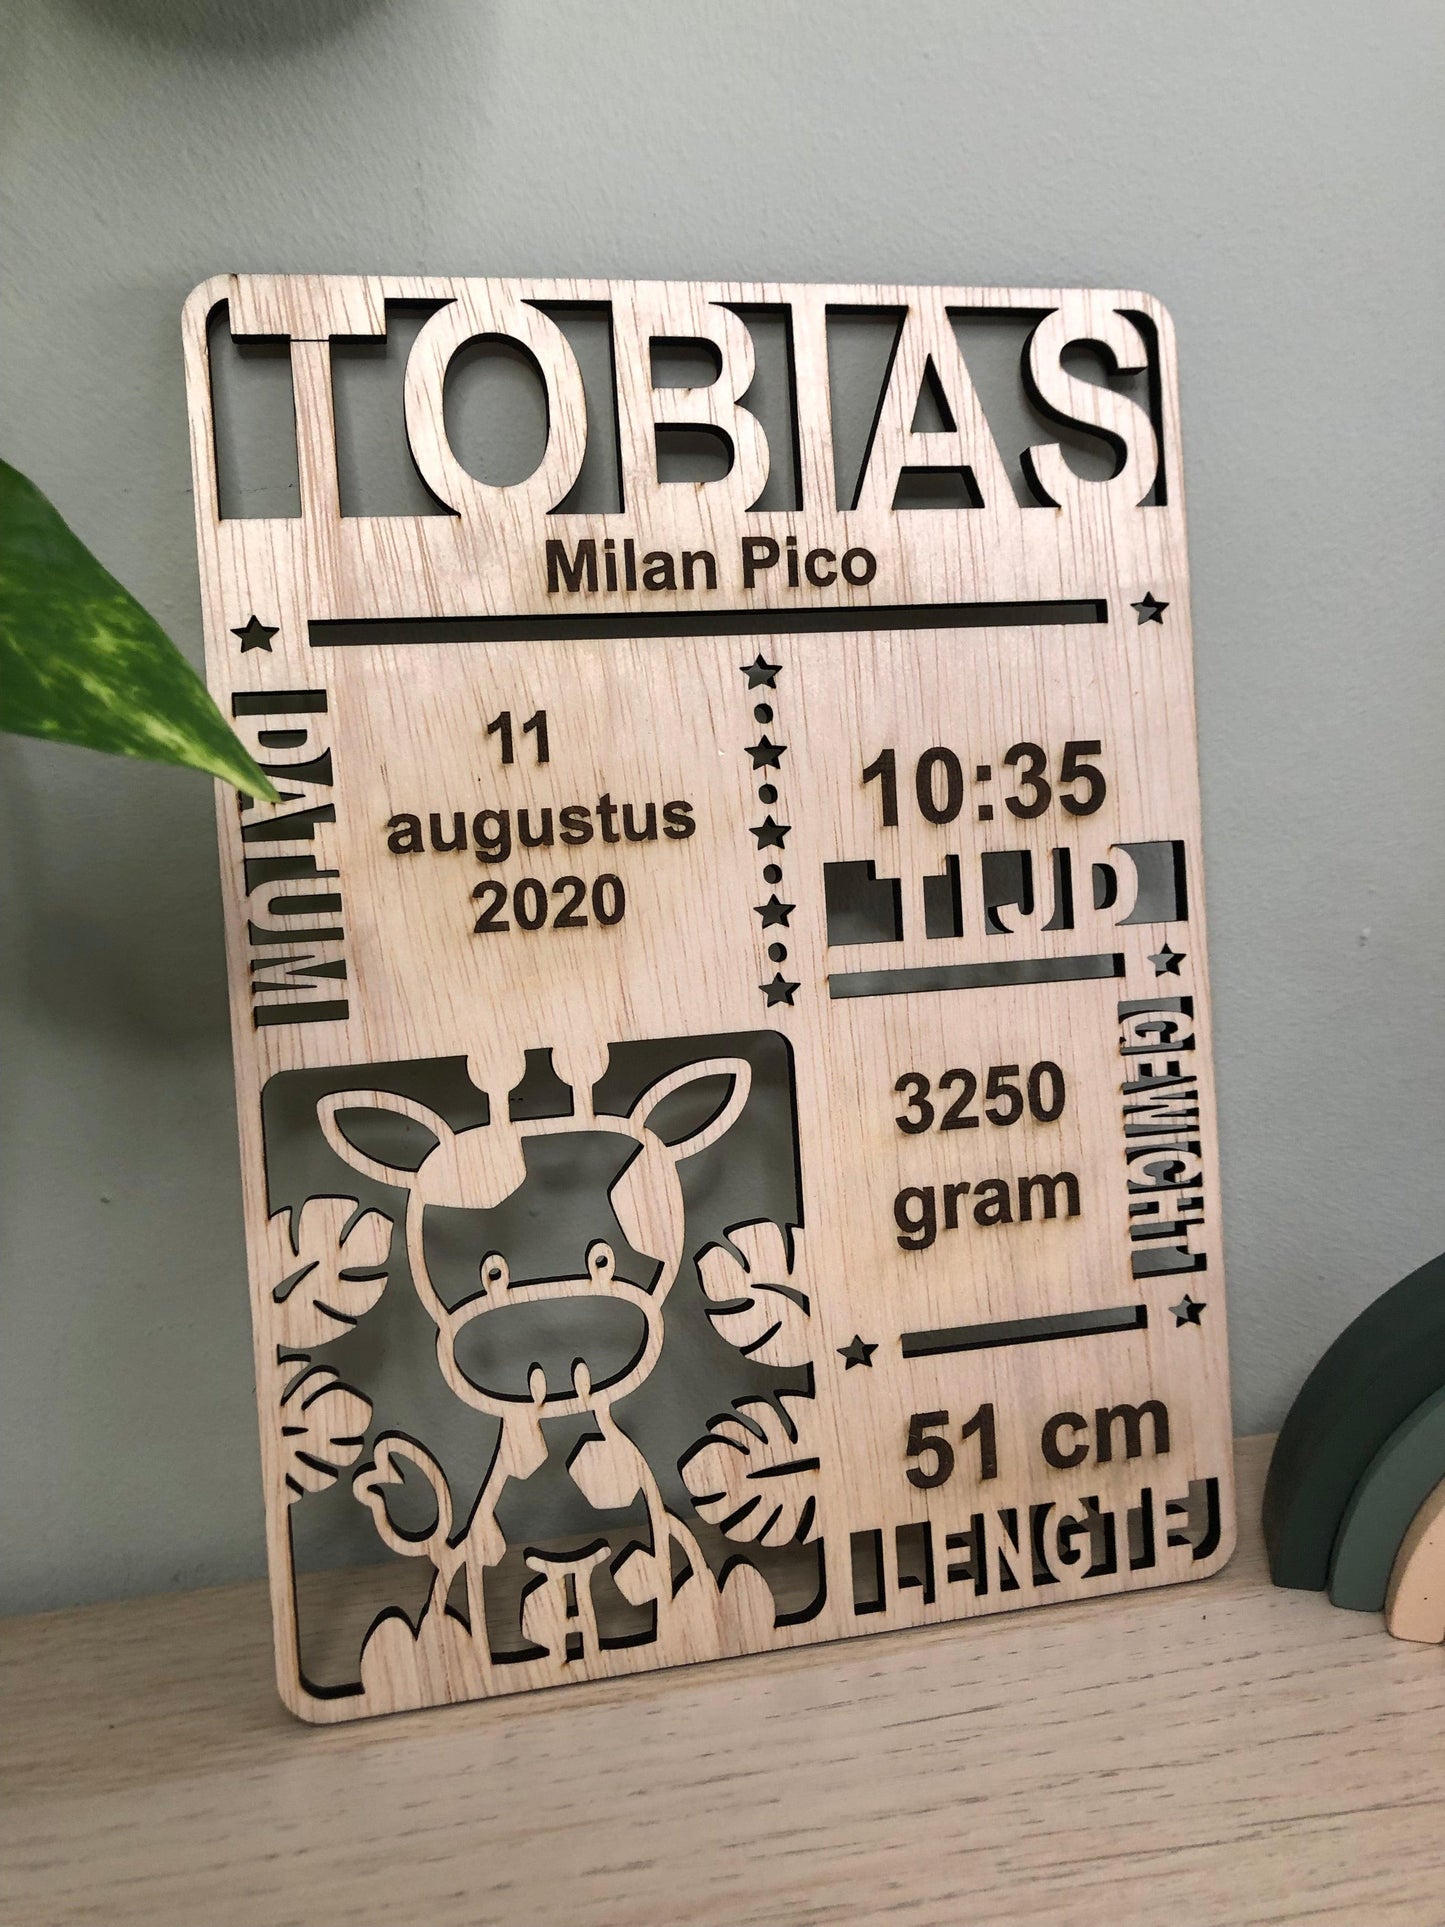 TOBIAS
Milan Pico
DATUM
11
augustus
2020
10:35
TIJD
3250
gram
GEWICHT
51 cm
LENGTE